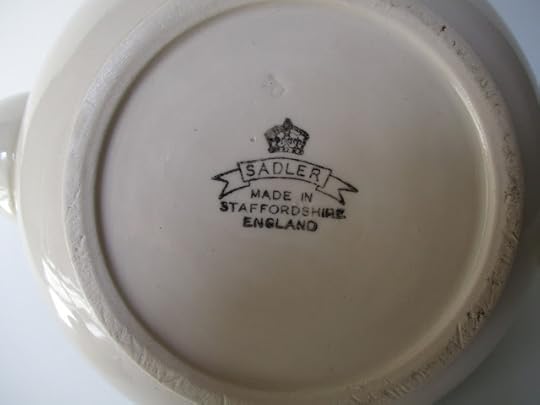 SADLER
MADE IN
STAFFORDSHIRE
ENGLAND